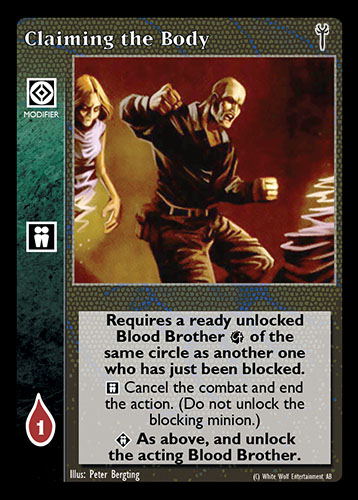 Claiming the Body
MODIFIER
Requires a ready unlocked
Blood Brother of the
same circle as another one
who has just been blocked.
Cancel the combat and end
the action. (Do not unlock the
blocking minion.)
As above, and unlock
the acting Blood Brother.
1
Illus: Peter Bergting
(C) White Wolf Entertainment AB